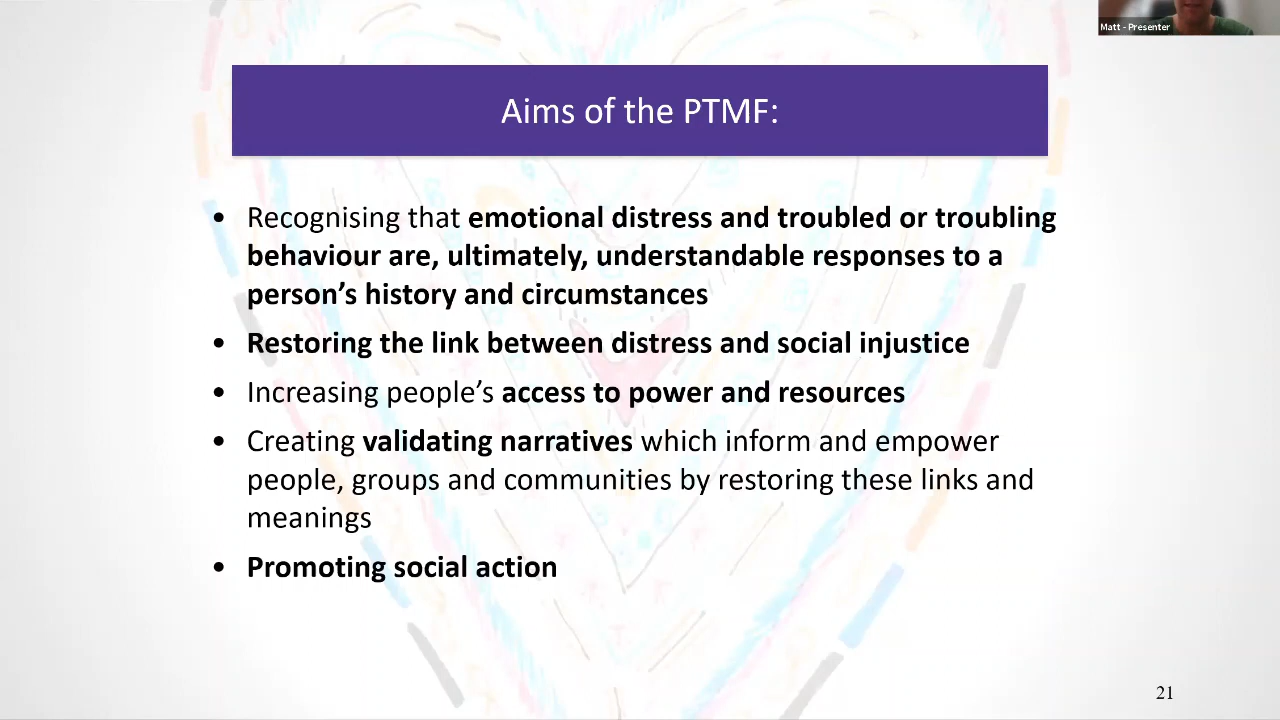 Matt - Presenter
Aims of the PTMF:
• Recognising that emotional distress and troubled or troubling
behaviour are, ultimately, understandable responses to a
person’s history and circumstances
• Restoring the link between distress and social injustice
• Increasing people’s access to power and resources
• Creating validating narratives which inform and empower
people, groups and communities by restoring these links and
meanings
• Promoting social action
21